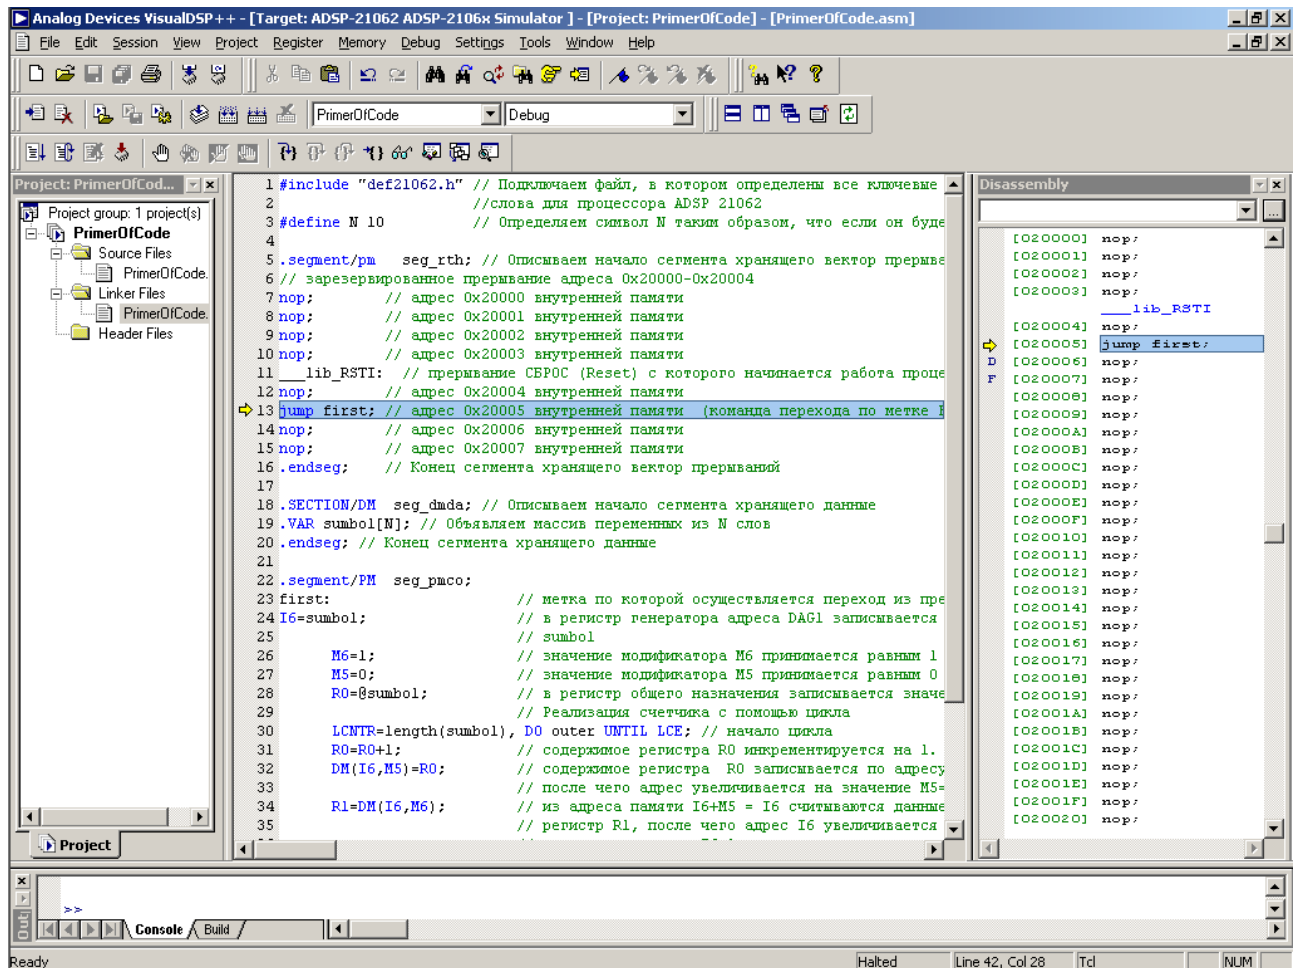 Analog Devices VisualDSP++ - [Target: ADSP-21062 ADSP-2106x Simulator ] - [Project: PrimerOfCode] - [PrimerOfCode.asm]
File Edit Session View Project Register Memory Debug Settings Tools Window Help
PrimerOfCode Debug
Project: PrimerOfCod...
Project group: 1 project(s)
PrimerOfCode
Source Files
PrimerOfCode.
Linker Files
PrimerOfCode.
Header Files
Project
1 #include "def21062.h" // Подключаем файл, в котором определены все ключевые
2 //слова для процессора ADSP 21062
3 #define N 10 // Определяем символ N таким образом, что если он буде
4
5 .segment/pm seg_rth; // Описываем начало сегмента хранящего вектор прерыва
6 // зарезервированное прерывание адреса 0x20000-0x20004
7 nop; // адрес 0x20000 внутренней памяти
8 nop; // адрес 0x20001 внутренней памяти
9 nop; // адрес 0x20002 внутренней памяти
10 nop; // адрес 0x20003 внутренней памяти
11 ___lib_RSTI: // прерывание СБРОС (Reset) с которого начинается работа проце
12 nop; // адрес 0x20004 внутренней памяти
13 jump first; // адрес 0x20005 внутренней памяти (команда перехода по метке
14 nop; // адрес 0x20006 внутренней памяти
15 nop; // адрес 0x20007 внутренней памяти
16 .endseg; // Конец сегмента хранящего вектор прерываний
17
18 .SECTION/DM seg_dmda; // Описываем начало сегмента хранящего данные
19 .VAR sumbol[N]; // Объявляем массив переменных из N слов
20 .endseg; // Конец сегмента хранящего данные
21
22 .segment/PM seg_pmco;
23 first: // метка по которой осуществляется переход из пре
24 I6=sumbol; // в регистр генератора адреса DAG1 записывается
25 // sumbol
26 M6=1; // значение модификатора M6 принимается равным 1
27 M5=0; // значение модификатора M5 принимается равным 0
28 R0=@sumbol; // в регистр общего назначения записывается значе
29 // Реализация счетчика с помощью цикла
30 LCNTR=length(sumbol), DO outer UNTIL LCE; // начало цикла
31 R0=R0+1; // содержимое регистра R0 инкрементируется на 1.
32 DM(I6,M5)=R0; // содержимое регистра R0 записывается по адресу
33 // после чего адрес увеличивается на значение M5=
34 R1=DM(I6,M6); // из адреса памяти I6+M5 = I6 считываются данные
35 // регистр R1, после чего адрес I6 увеличивается
Disassembly
[020000] nop;
[020001] nop;
[020002] nop;
[020003] nop;
___lib_RSTI
[020004] nop;
[020005] jump first;
D [020006] nop;
F [020007] nop;
[020008] nop;
[020009] nop;
[02000A] nop;
[02000B] nop;
[02000C] nop;
[02000D] nop;
[02000E] nop;
[02000F] nop;
[020010] nop;
[020011] nop;
[020012] nop;
[020013] nop;
[020014] nop;
[020015] nop;
[020016] nop;
[020017] nop;
[020018] nop;
[020019] nop;
[02001A] nop;
[02001B] nop;
[02001C] nop;
[02001D] nop;
[02001E] nop;
[02001F] nop;
[020020] nop;
>>
Console Build
Ready Halted Line 42, Col 28 Tcl NUM